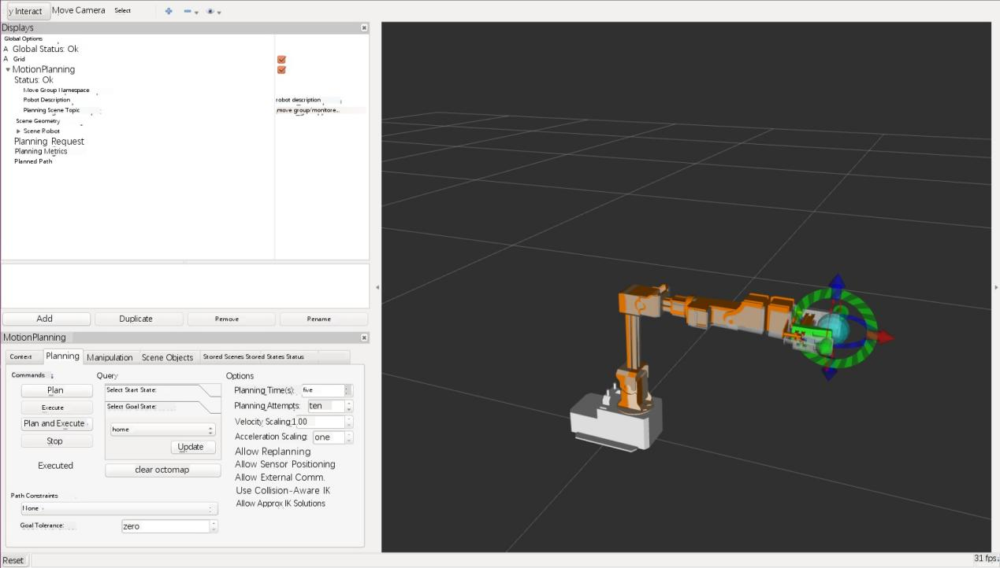 y Interact Move Camera Select
Displays
Global Options
A Global Status: Ok
A Grid
MotionPlanning
Status: Ok
Move Group Namespace
Robot Description robot description
Planning Scene Topic move group/monitore...
Scene Geometry
Scene Robot
Planning Request
Planning Metrics
Planned Path
Add Duplicate Remove Rename
MotionPlanning
Context Planning Manipulation Scene Objects Stored Scenes Stored States Status
Commands Query Options
Plan Select Start State: Planning Time(s): five
Execute Select Goal State: Planning Attempts: ten
Plan and Execute Velocity Scaling: 1.00
home Acceleration Scaling: one
Stop Update Allow Replanning
Executed clear octomap Allow Sensor Positioning
Allow External Comm.
Use Collision-Aware IK
Path Constraints Allow Approx IK Solutions
None
Goal Tolerance: zero
Reset 31 fps